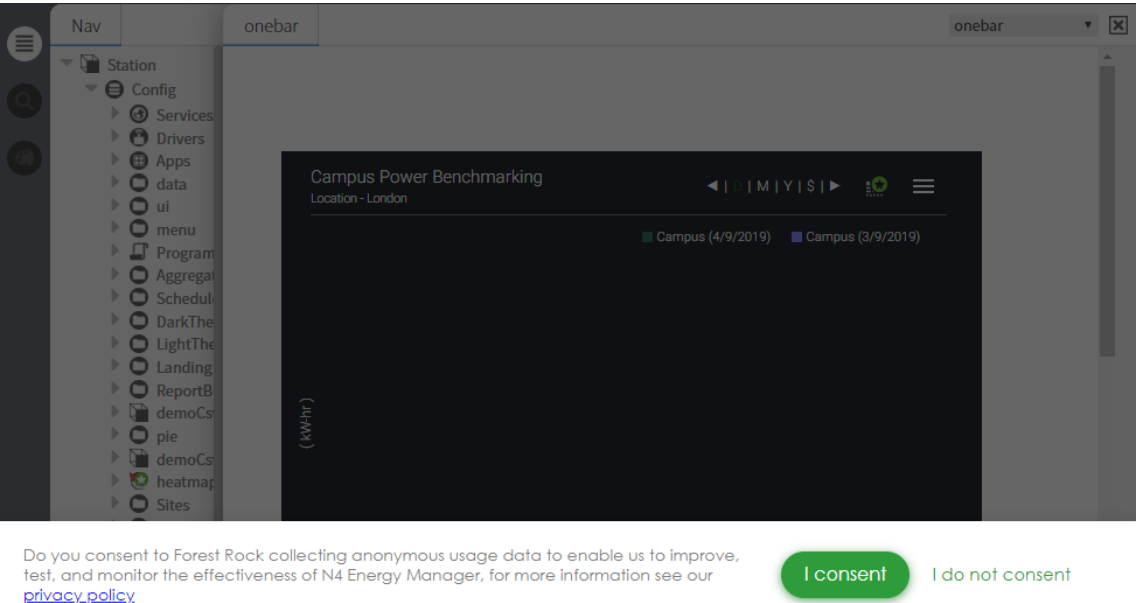 Nav
onebar
onebar
Station
Config
Services
Drivers
Apps
data
ui
menu
Program
Aggregat
Schedul
DarkThe
LightThe
Landing
ReportB
demoCs
pie
demoCs
heatmap
Sites
Campus Power Benchmarking
Location - London
D | M | Y | $ |
Campus (4/9/2019) Campus (3/9/2019)
( kW-hr )
Do you consent to Forest Rock collecting anonymous usage data to enable us to improve,
test, and monitor the effectiveness of N4 Energy Manager, for more information see our
privacy policy
I consent
I do not consent